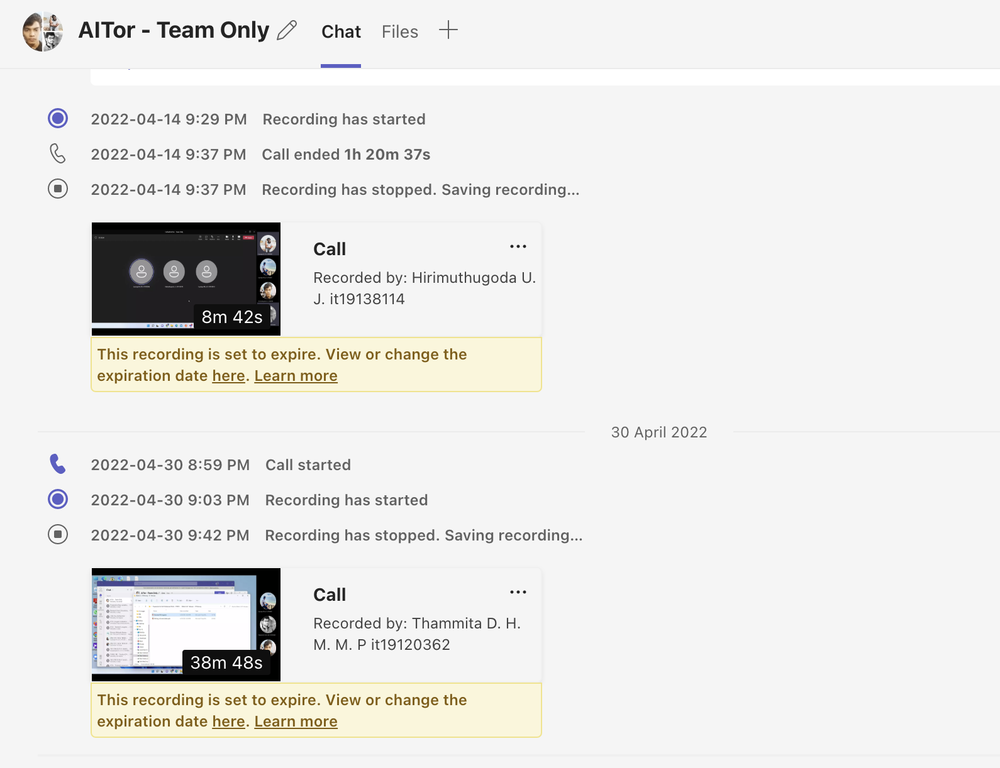 AITor - Team Only
Chat
Files
2022-04-14 9:29 PM Recording has started
2022-04-14 9:37 PM Call ended 1h 20m 37s
2022-04-14 9:37 PM Recording has stopped. Saving recording...
8m 42s
Call
Recorded by: Hirimuthugoda U.
J. it19138114
This recording is set to expire. View or change the
expiration date here. Learn more
30 April 2022
2022-04-30 8:59 PM Call started
2022-04-30 9:03 PM Recording has started
2022-04-30 9:42 PM Recording has stopped. Saving recording...
AITor - Team Only
38m 48s
Call
Recorded by: Thammita D. H.
M. M. P it19120362
This recording is set to expire. View or change the
expiration date here. Learn more